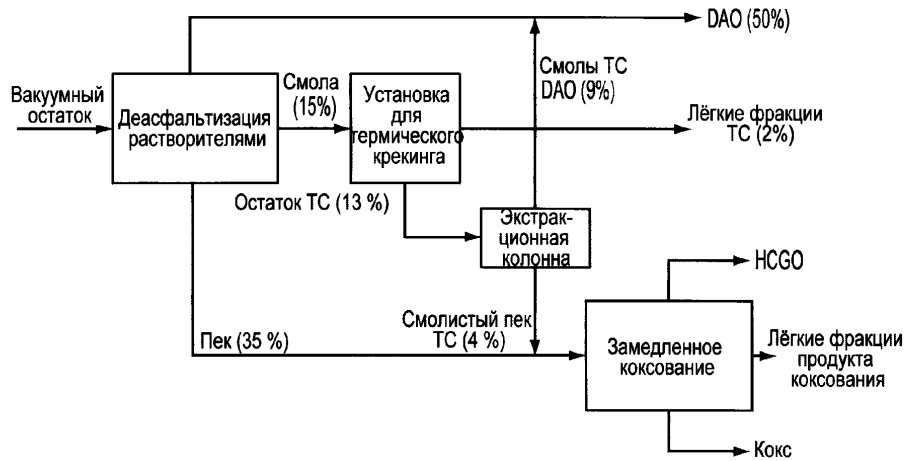 DAO (50%)
Вакуумный
остаток
Деасфальтизация
растворителями
Смола
(15%)
Установка
для
термического
крекинга
Смолы ТС
DAO (9%)
Лёгкие фракции
ТС (2%)
Остаток ТС (13 %)
Экстрак-
ционная
колонна
HCGO
Пек (35 %)
Смолистый пек
ТС (4 %)
Замедленное
коксование
Лёгкие фракции
продукта
коксования
Кокс